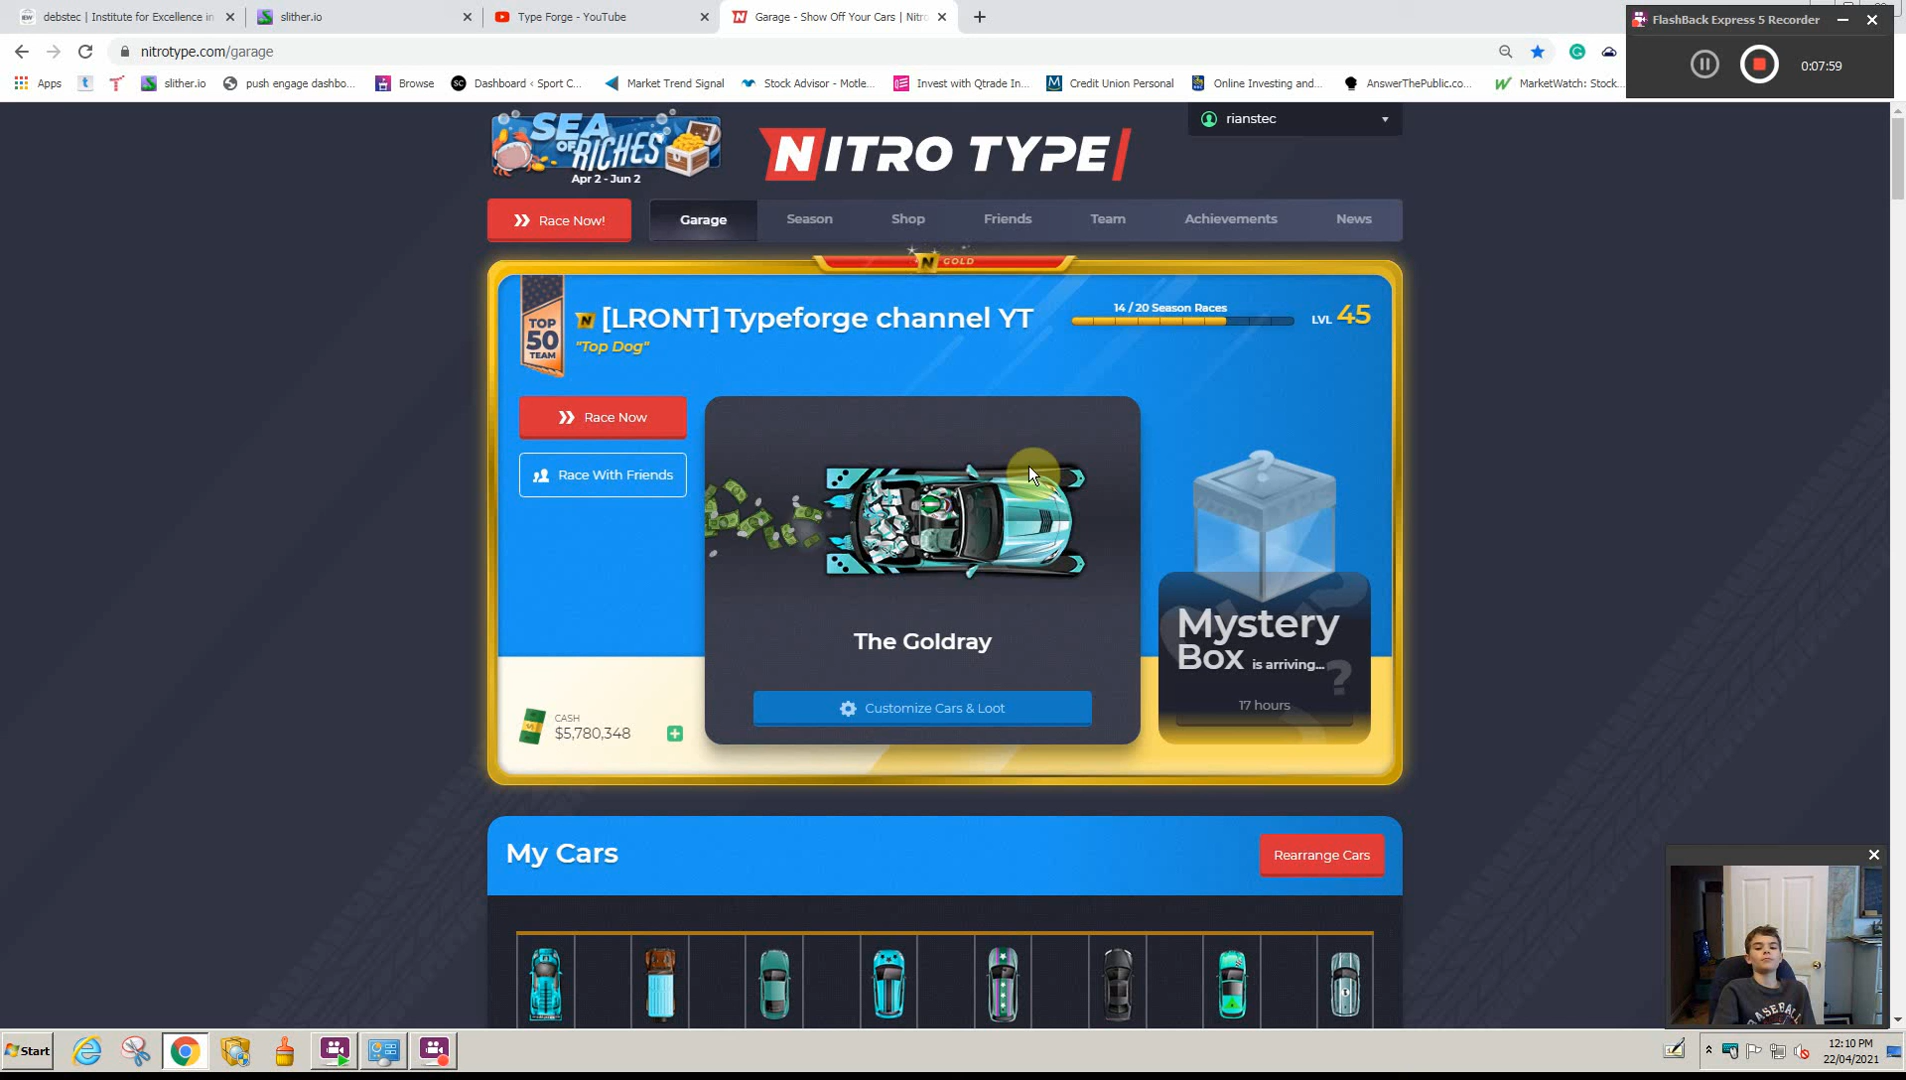 debstec | Institute for Excellence in
slither.io
Type Forge - YouTube
Garage - Show Off Your Cars | Nitro
FlashBack Express 5 Recorder
nitrotype.com/garage
0:07:59
Apps
slither.io
push engage dashbo...
Browse
Dashboard ‹ Sport C...
Market Trend Signal
Stock Advisor - Motle...
Invest with Qtrade In...
Credit Union Personal
Online Investing and...
AnswerThePublic.co...
MarketWatch: Stock...
SEA OF RICHES
Apr 2 - Jun 2
NITRO TYPE
rianstec
Race Now!
Garage
Season
Shop
Friends
Team
Achievements
News
N GOLD
TOP 50 TEAM
N [LRONT] Typeforge channel YT
"Top Dog"
14 / 20 Season Races
LVL 45
Race Now
Race With Friends
The Goldray
Customize Cars & Loot
Mystery Box is arriving...
17 hours
CASH
$5,780,348
My Cars
Rearrange Cars
BASEBALL
Start
12:10 PM
22/04/2021